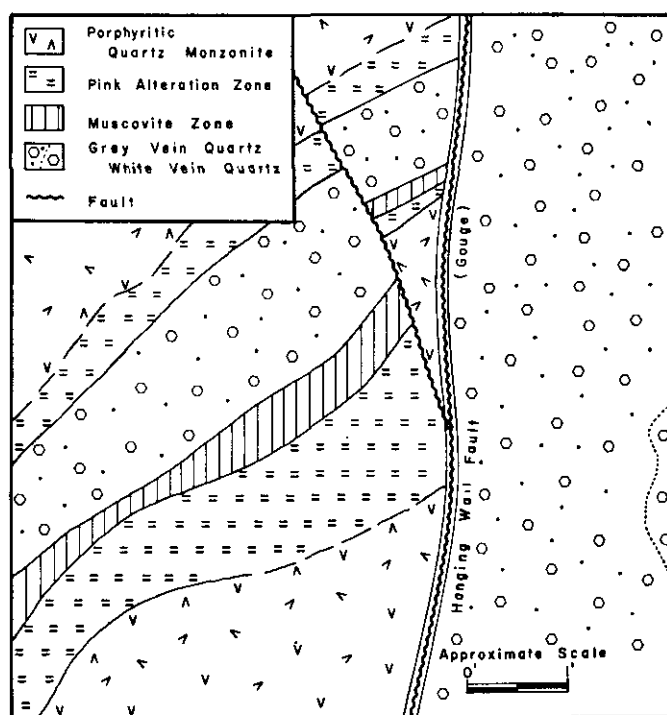 Porphyritic
Quartz Monzonite
Pink Alteration Zone
Muscovite Zone
Grey Vein Quartz
White Vein Quartz
Fault
(Gouge)
Hanging Wall Fault
Approximate Scale
0'